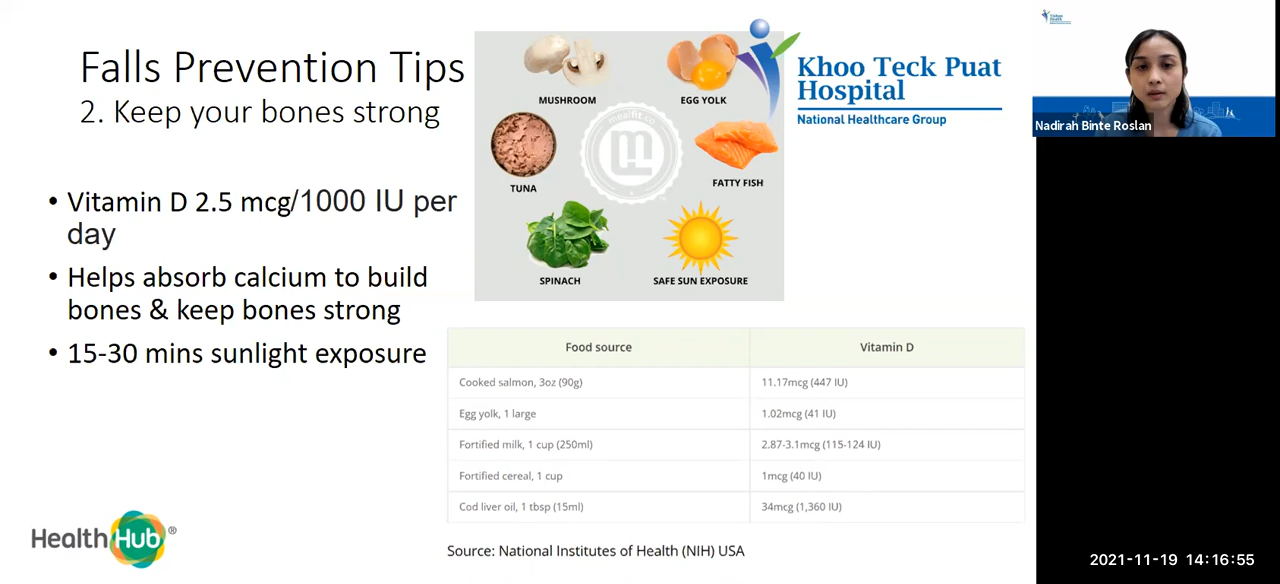 Falls Prevention Tips
2. Keep your bones strong
• Vitamin D 2.5 mcg/1000 IU per
day
• Helps absorb calcium to build
bones & keep bones strong
• 15-30 mins sunlight exposure
MUSHROOM
EGG YOLK
TUNA
FATTY FISH
SPINACH
SAFE SUN EXPOSURE
mealfit.co
Khoo Teck Puat
Hospital
National Healthcare Group
Food source Vitamin D
Cooked salmon, 3oz (90g) 11.17mcg (447 IU)
Egg yolk, 1 large 1.02mcg (41 IU)
Fortified milk, 1 cup (250ml) 2.87-3.1mcg (115-124 IU)
Fortified cereal, 1 cup 1mcg (40 IU)
Cod liver oil, 1 tbsp (15ml) 34mcg (1,360 IU)
Source: National Institutes of Health (NIH) USA
HealthHub®
Nadirah Binte Roslan
2021-11-19 14:16:55